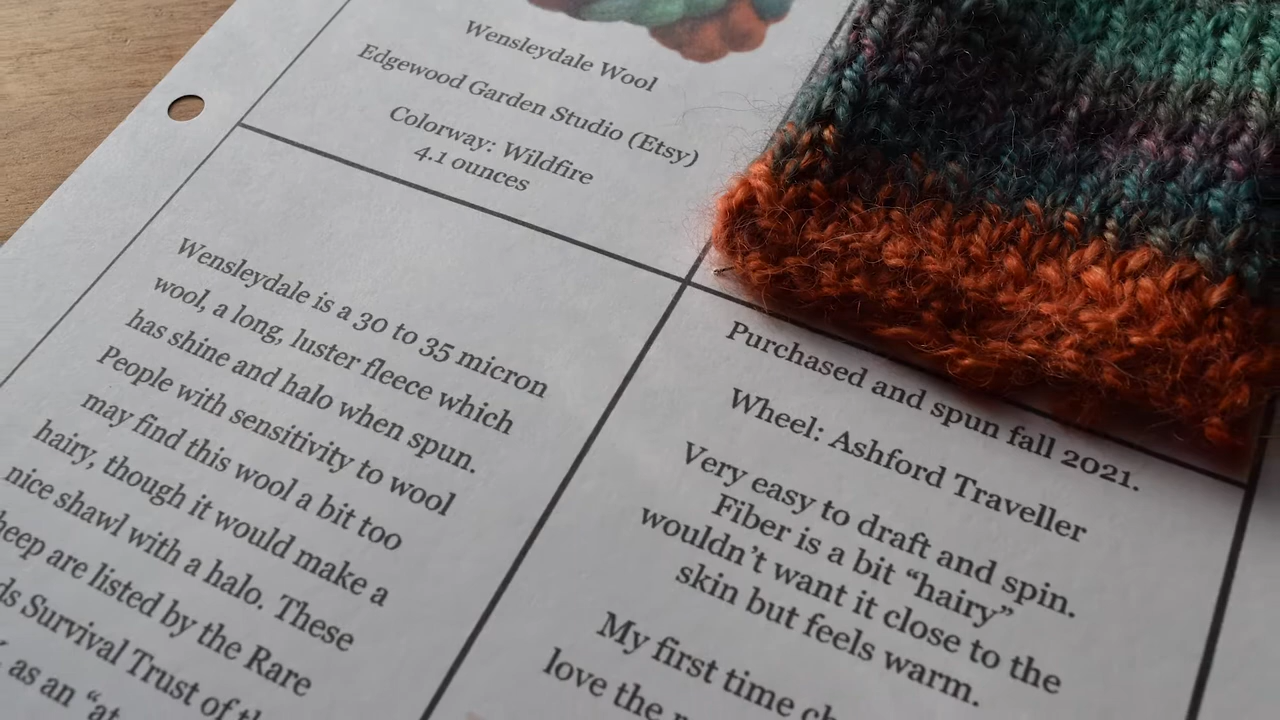 Wensleydale Wool
Edgewood Garden Studio (Etsy)
Colorway: Wildfire
4.1 ounces
Wensleydale is a 30 to 35 micron
wool, a long, luster fleece which
has shine and halo when spun.
People with sensitivity to wool
may find this wool a bit too
hairy, though it would make a
nice shawl with a halo. These
are listed by the Rare
Survival Trust of
as an
Purchased and spun fall 2021.
Wheel: Ashford Traveller
Very easy to draft and spin.
Fiber is a bit “hairy”
wouldn’t want it close to the
skin but feels warm.
My first time
love the